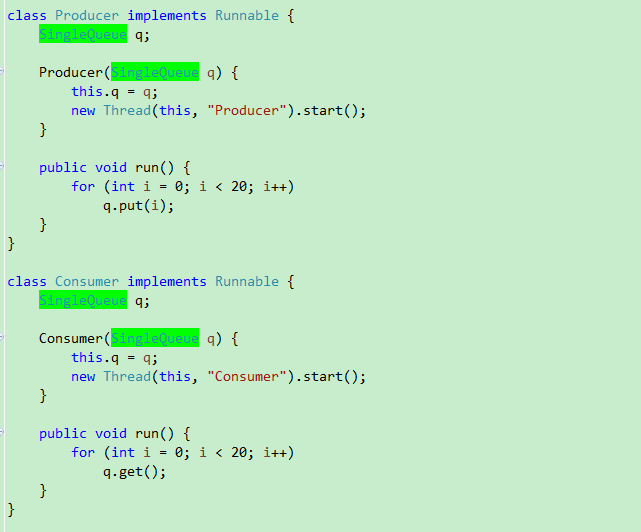 class Producer implements Runnable {
    SingleQueue q;

    Producer(SingleQueue q) {
        this.q = q;
        new Thread(this, "Producer").start();
    }

    public void run() {
        for (int i = 0; i < 20; i++)
            q.put(i);
    }
}

class Consumer implements Runnable {
    SingleQueue q;

    Consumer(SingleQueue q) {
        this.q = q;
        new Thread(this, "Consumer").start();
    }

    public void run() {
        for (int i = 0; i < 20; i++)
            q.get();
    }
}